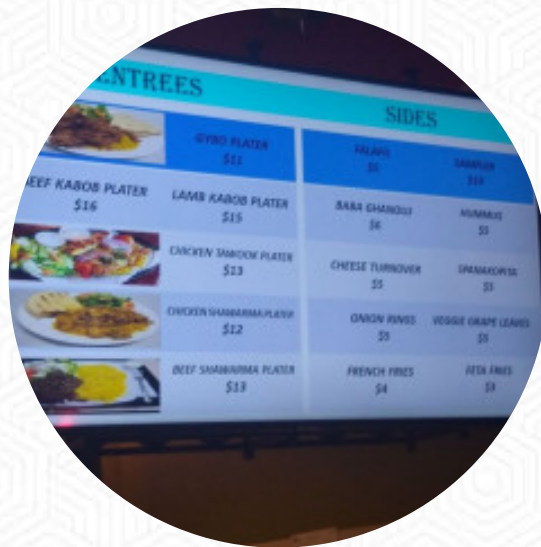 ENTREES
GYRO PLATER
$11
BEEF KABOB PLATER
$16
LAMB KABOB PLATER
$15
CHICKEN TAWOOK PLATER
$13
CHICKEN SHAWARMA PLATER
$12
BEEF SHAWARMA PLATER
$13
SIDES
FALAFEL
$5
SAMPLER
BABA GHANOUJ
$6
HUMMUS
$5
CHEESE TURNOVER
$5
SPANAKOPITA
ONION RINGS
$5
VEGGIE GRAPE LEAVES
$5
FRENCH FRIES
$4
FETA FRIES